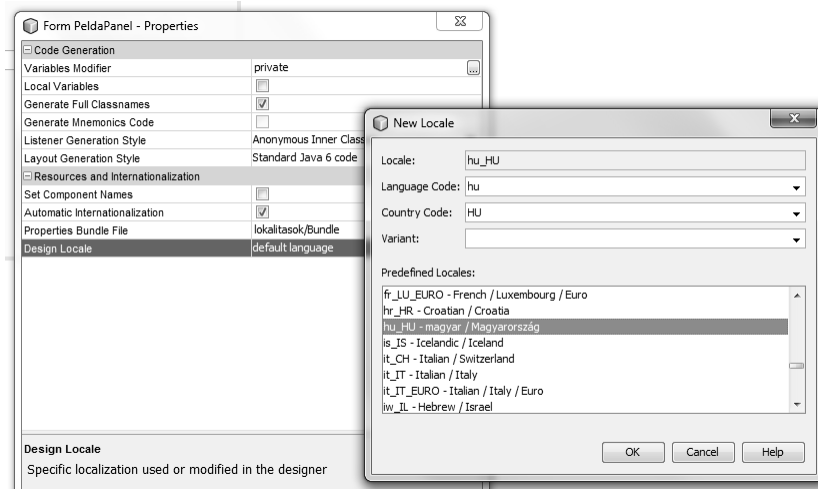 Form PeldaPanel - Properties
Code Generation
Variables Modifier private ...
Local Variables
Generate Full Classnames
Generate Mnemonics Code
Listener Generation Style Anonymous Inner Class
Layout Generation Style Standard Java 6 code
Resources and Internationalization
Set Component Names
Automatic Internationalization
Properties Bundle File lokalitasok/Bundle
Design Locale default language
Design Locale
Specific localization used or modified in the designer
New Locale
Locale: hu_HU
Language Code: hu
Country Code: HU
Variant:
Predefined Locales:
fr_LU_EURO - French / Luxembourg / Euro
hr_HR - Croatian / Croatia
hu_HU - magyar / Magyarország
is_IS - Icelandic / Iceland
it_CH - Italian / Switzerland
it_IT - Italian / Italy
it_IT_EURO - Italian / Italy / Euro
iw_IL - Hebrew / Israel
OK Cancel Help